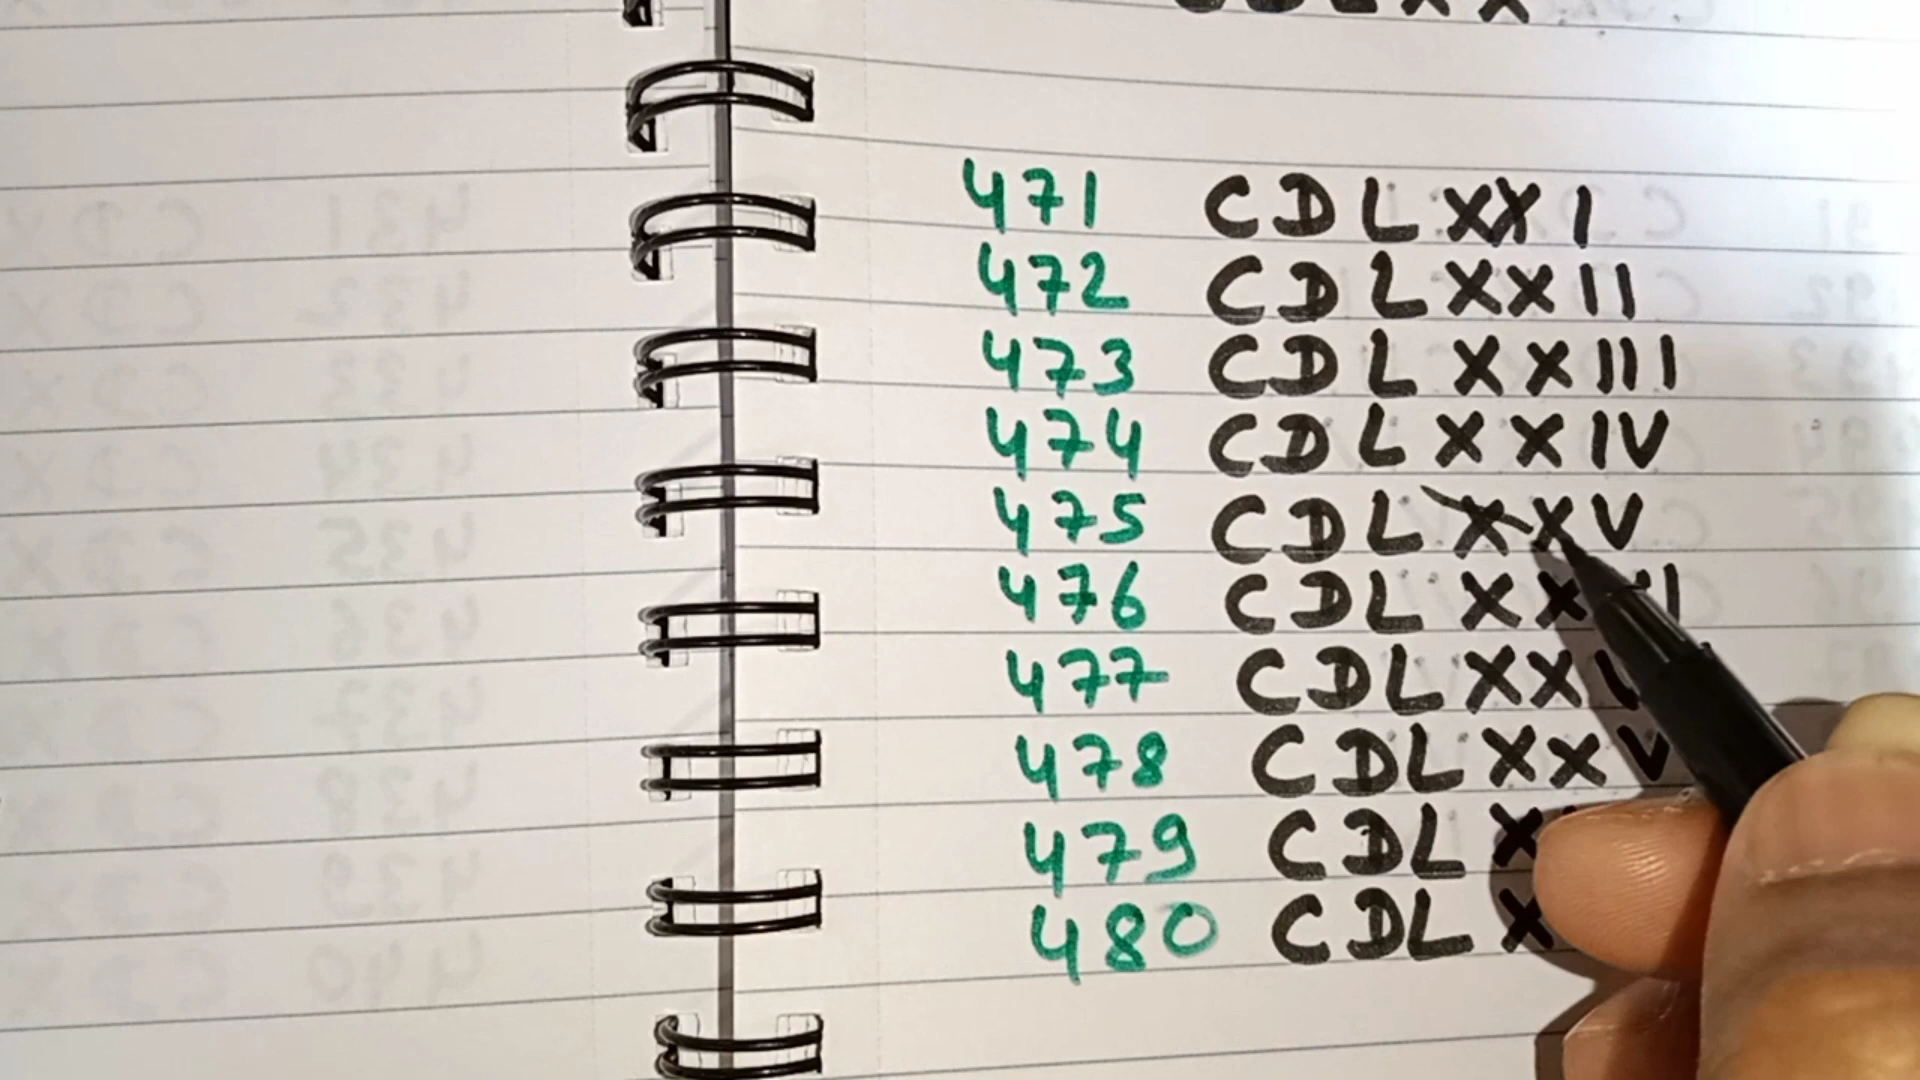 CDLXX
471 CDLXXI
472 CDLXXII
473 CDLXXIII
474 CDLXXIV
475 CDLXXV
476 CDLXX
477 CDLXX
478 CDLXXV
479 CDLX
480 CDLX